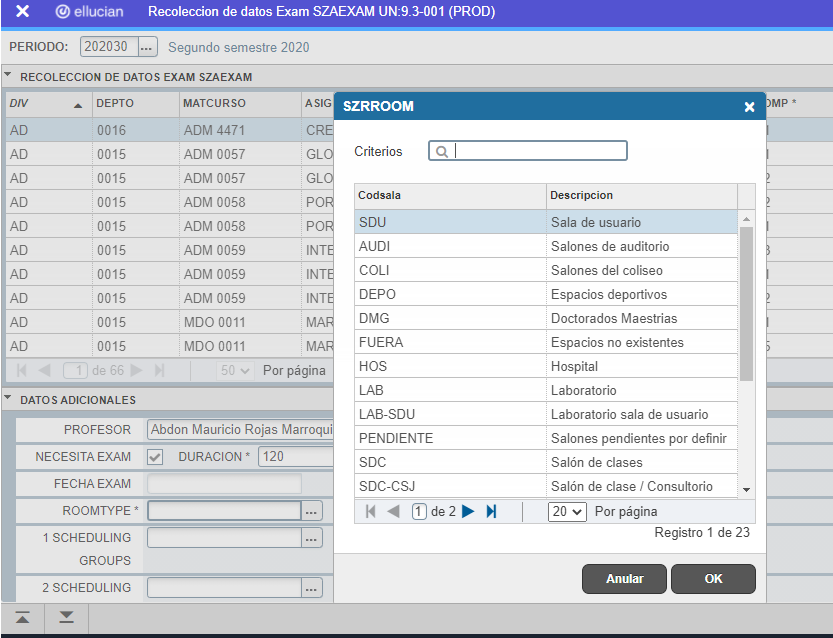 ellucian Recoleccion de datos Exam SZAEXAM UN:9.3-001 (PROD)
PERIODO: 202030 ... Segundo semestre 2020
RECOLECCION DE DATOS EXAM SZAEXAM
DIV DEPTO MATCURSO ASIG OMP *
AD 0016 ADM 4471 CRE
AD 0015 ADM 0057 GLO
AD 0015 ADM 0057 GLO
AD 0015 ADM 0058 POR
AD 0015 ADM 0058 POR
AD 0015 ADM 0059 INTE
AD 0015 ADM 0059 INTE
AD 0015 ADM 0059 INTE
AD 0015 MDO 0011 MAR
AD 0015 MDO 0011 MAR
1 de 66 50 Por página
DATOS ADICIONALES
PROFESOR Abdon Mauricio Rojas Marroqui
NECESITA EXAM DURACION * 120
FECHA EXAM
ROOMTYPE * ...
1 SCHEDULING ...
GROUPS
2 SCHEDULING ...
SZRROOM
Criterios
Codsala Descripcion
SDU Sala de usuario
AUDI Salones de auditorio
COLI Salones del coliseo
DEPO Espacios deportivos
DMG Doctorados Maestrias
FUERA Espacios no existentes
HOS Hospital
LAB Laboratorio
LAB-SDU Laboratorio sala de usuario
PENDIENTE Salones pendientes por definir
SDC Salón de clases
SDC-CSJ Salón de clase / Consultorio
1 de 2 20 Por página
Registro 1 de 23
Anular OK